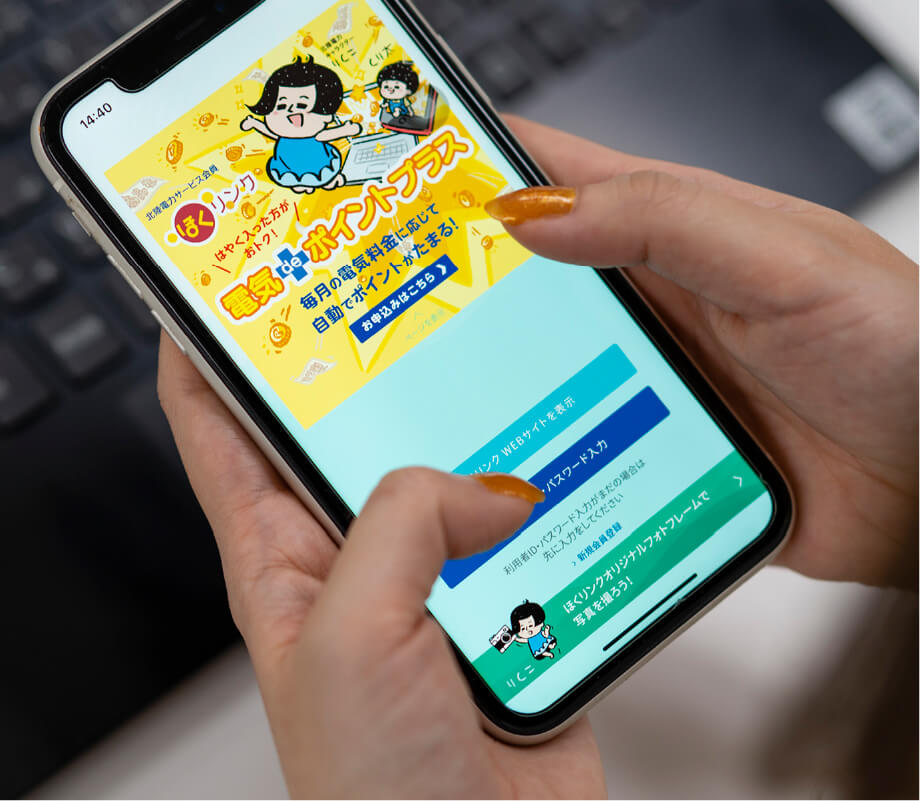 14:40
北陸電力
キャラクター
りしこ
しり太
北陸電力サービス会員
ほくリンク
はやく入った方が
おトク!
電気deポイントプラス
毎月の電気料金に応じて
自動でポイントがたまる!
お申込みはこちら 》
ページを表示
リンク WEBサイトを表示
・パスワード入力
利用者ID・パスワード入力がまだの場合は
先に入力をしてください
› 新規会員登録
ほくリンクオリジナルフォトフレームで
写真を撮ろう!
りしこ